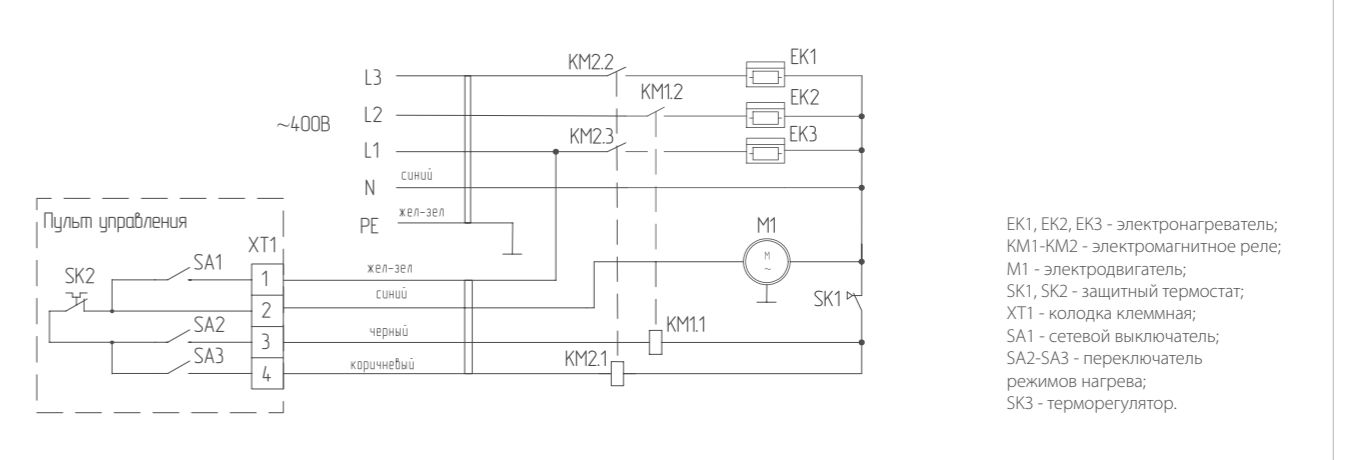 KM2.2
EK1
L3
KM1.2
EK2
L2
~400В
KM2.3
EK3
L1
N
синий
PE
жел-зел
Пульт управления
M1
M
~
XT1
SK2
SA1
1
жел-зел
2
синий
SK1
SA2
3
черный
KM1.1
SA3
4
коричневый
KM2.1
EK1, EK2, EK3 - электронагреватель;
KM1-KM2 - электромагнитное реле;
M1 - электродвигатель;
SK1, SK2 - защитный термостат;
XT1 - колодка клеммная;
SA1 - сетевой выключатель;
SA2-SA3 - переключатель
режимов нагрева;
SK3 - терморегулятор.